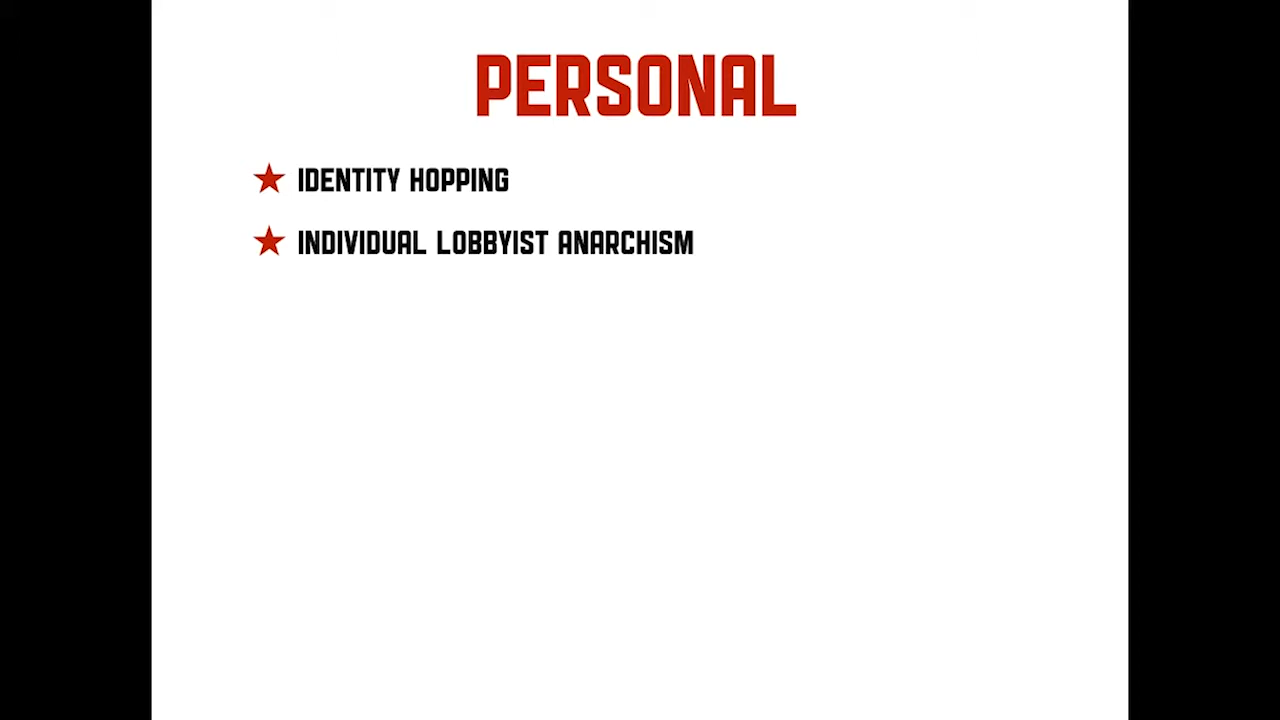 PERSONAL
★ IDENTITY HOPPING
★ INDIVIDUAL LOBBYIST ANARCHISM